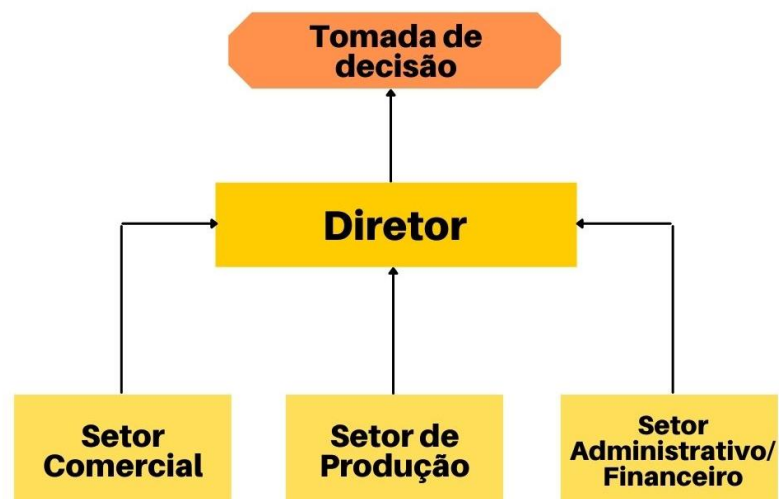 Tomada de
decisão
Diretor
Setor
Comercial
Setor de
Produção
Setor
Administrativo/
Financeiro